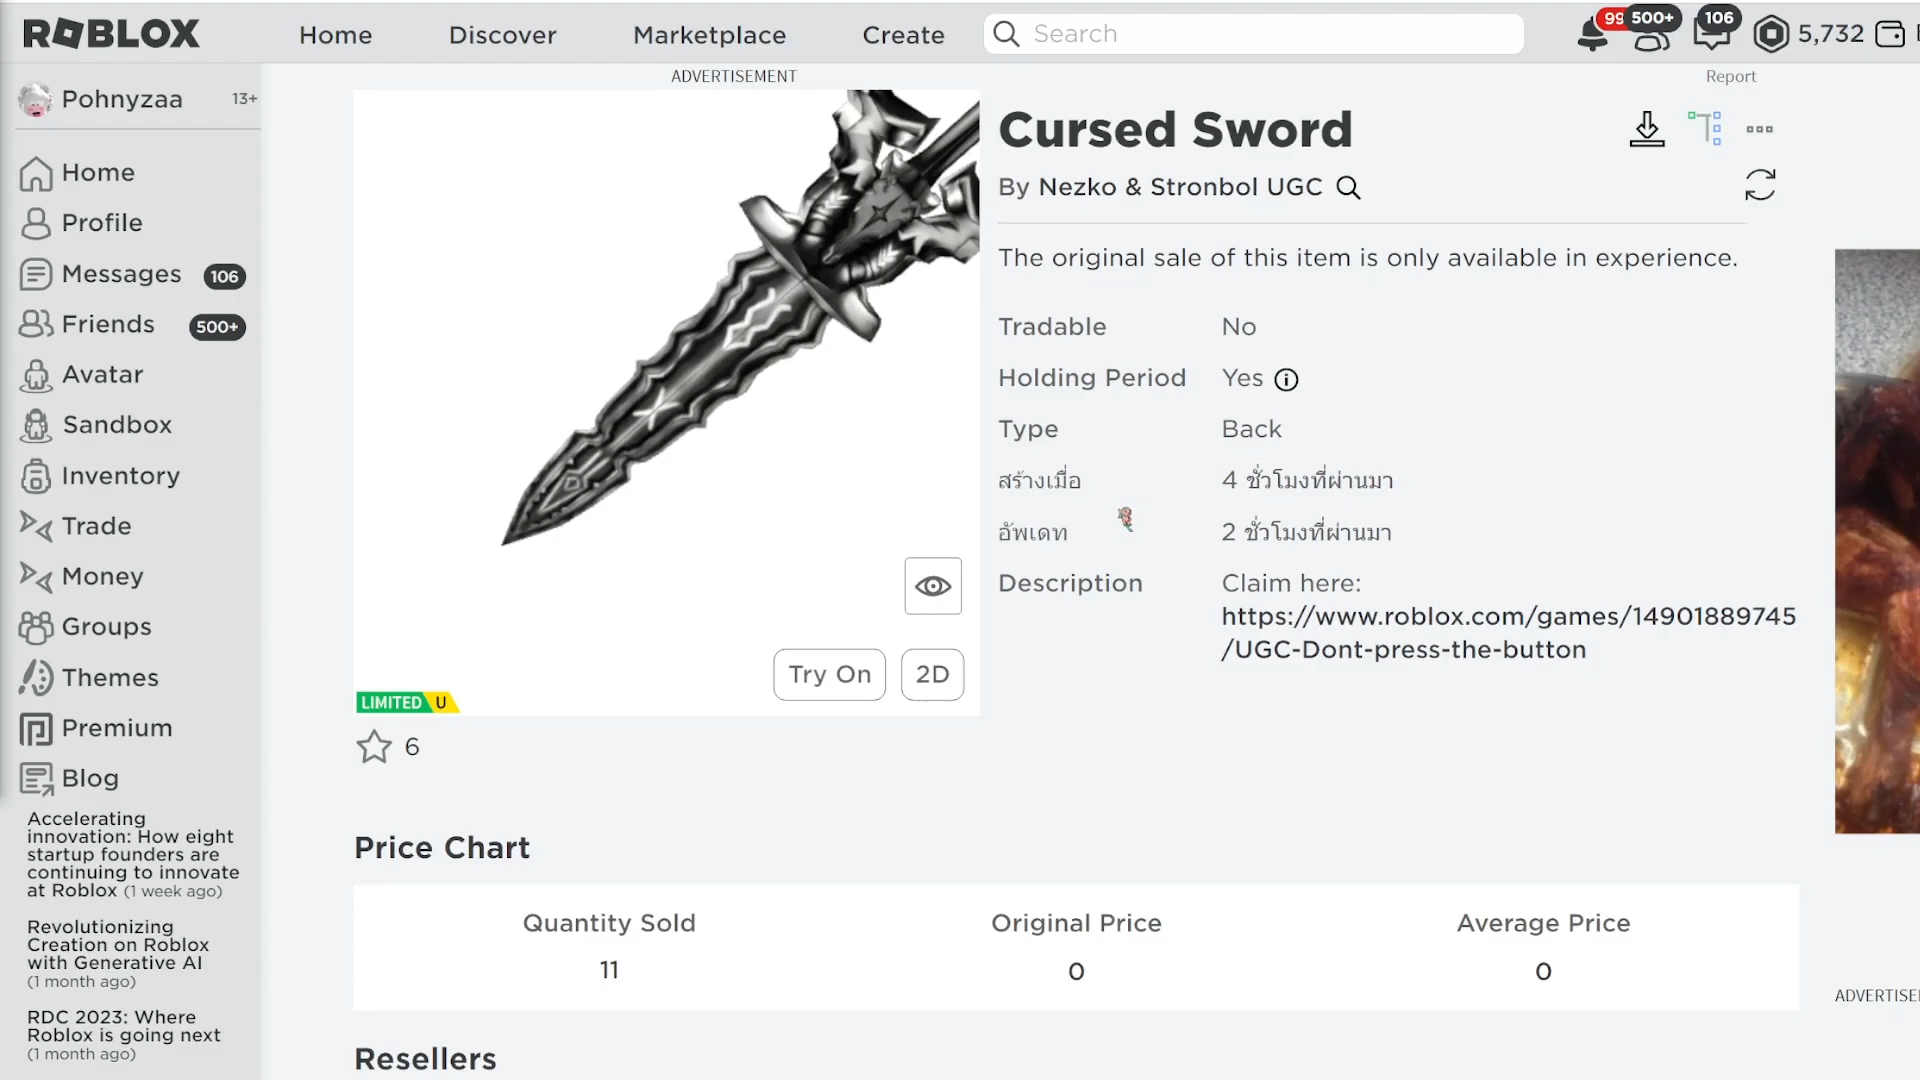 ROBLOX
Home
Discover
Marketplace
Create
Search
99
500+
106
5,732
ADVERTISEMENT
Report
Pohnyzaa
13+
Home
Profile
Messages 106
Friends 500+
Avatar
Sandbox
Inventory
Trade
Money
Groups
Themes
Premium
Blog
Accelerating
innovation: How eight
startup founders are
continuing to innovate
at Roblox (1 week ago)
Revolutionizing
Creation on Roblox
with Generative AI
(1 month ago)
RDC 2023: Where
Roblox is going next
(1 month ago)
Try On
2D
LIMITED U
6
Cursed Sword
By Nezko & Stronbol UGC
The original sale of this item is only available in experience.
Tradable No
Holding Period Yes
Type Back
สร้างเมื่อ 4 ชั่วโมงที่ผ่านมา
อัพเดท 2 ชั่วโมงที่ผ่านมา
Description Claim here:
https://www.roblox.com/games/14901889745
/UGC-Dont-press-the-button
Price Chart
Quantity Sold Original Price Average Price
11 0 0
Resellers